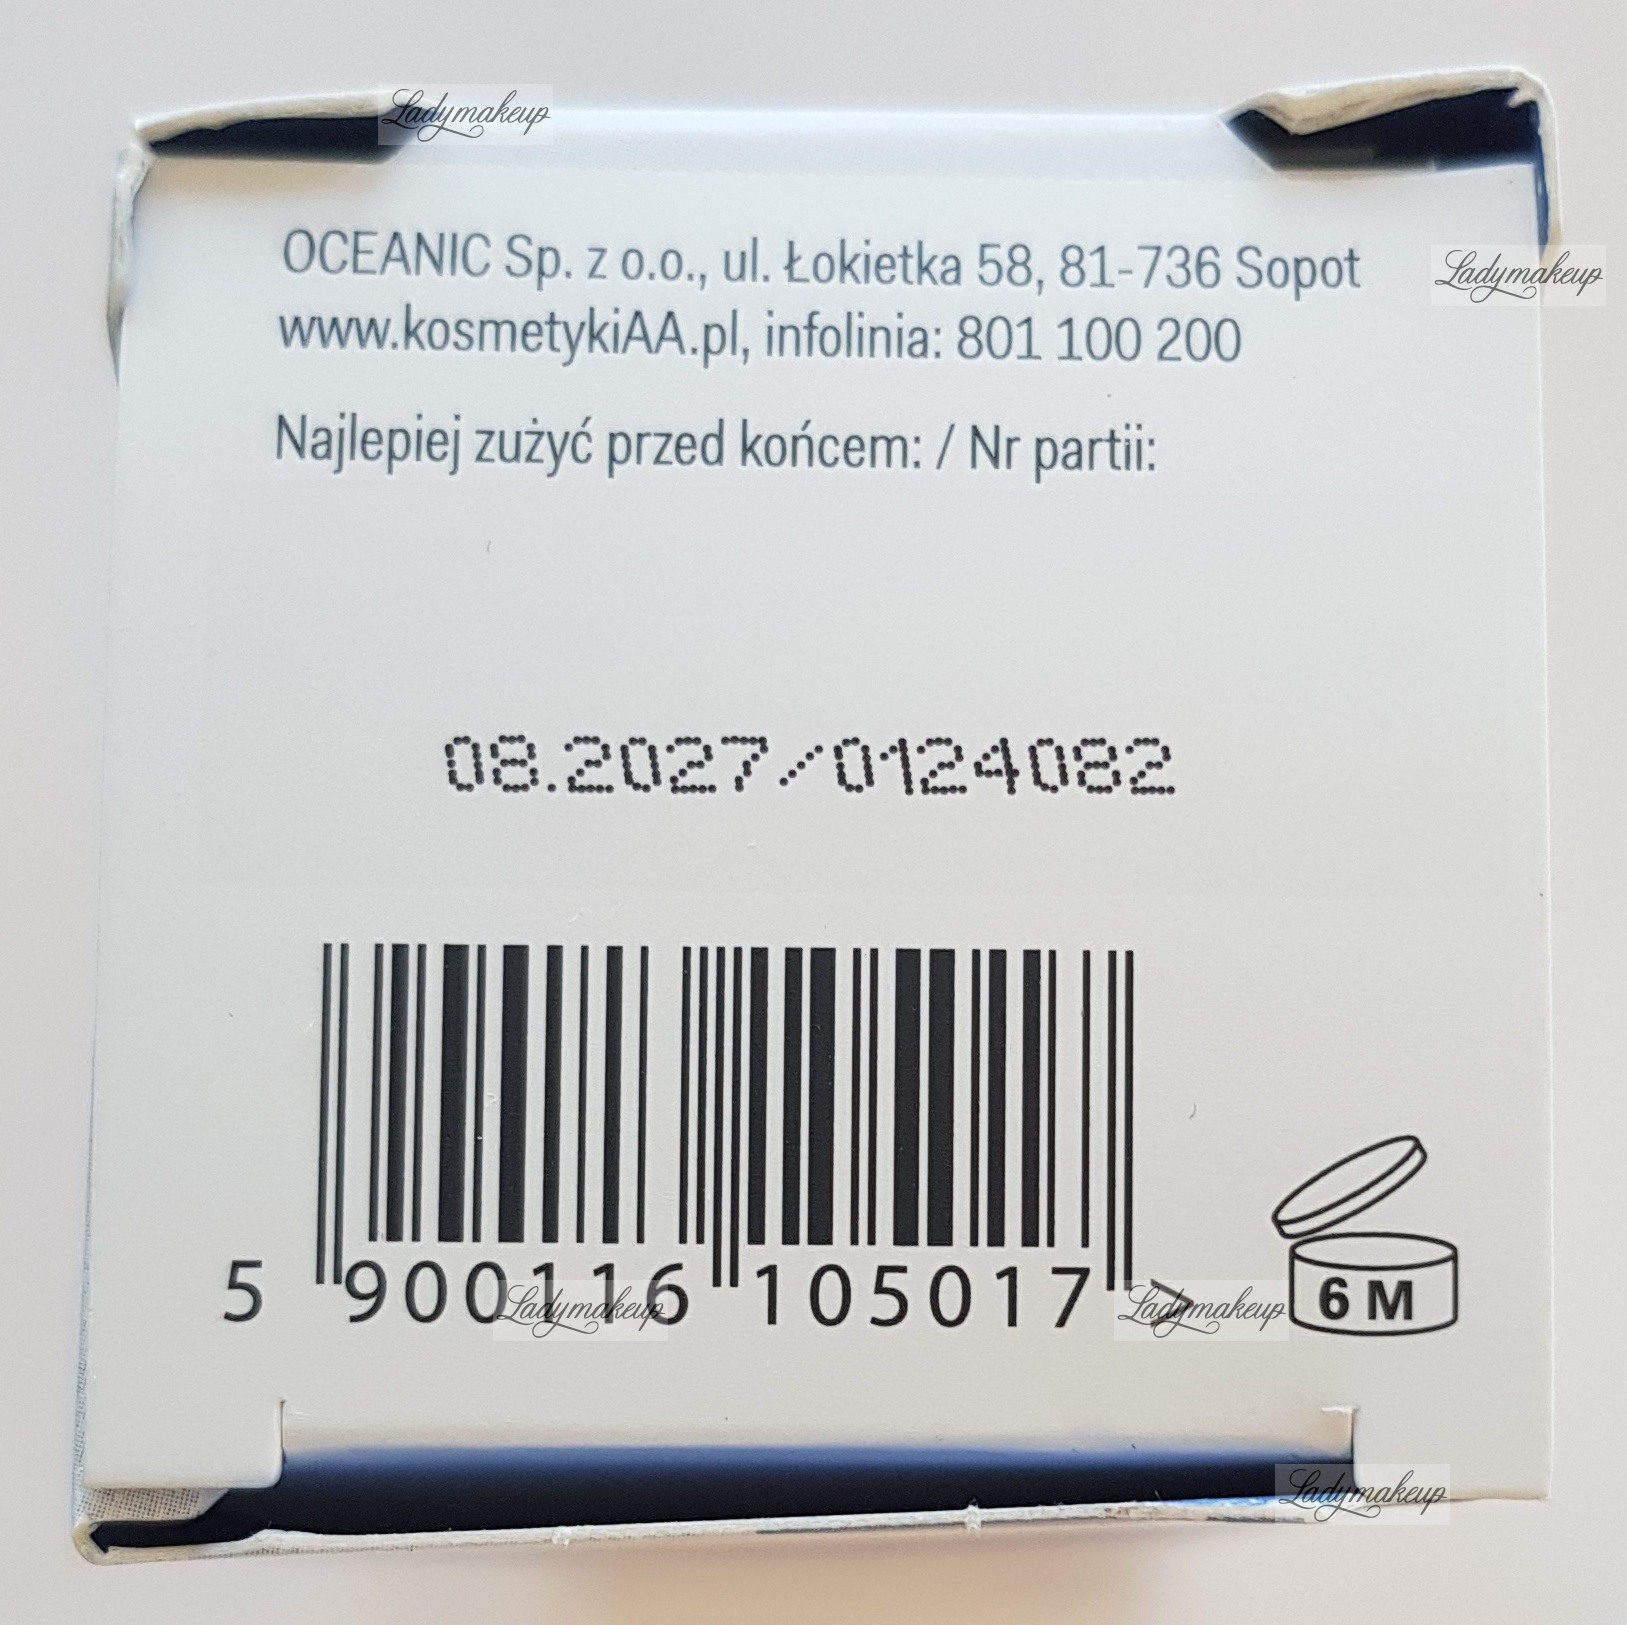 Ladymakeup
OCEANIC Sp. z o.o., ul. Łokietka 58, 81-736 Sopot
Ladymakeup
www.kosmetykiAA.pl, infolinia: 801 100 200
Najlepiej zużyć przed końcem: / Nr partii:
08.2027/0124082
5 900116 105017 >
Ladymakeup
Ladymakeup
6 M
Ladymakeup